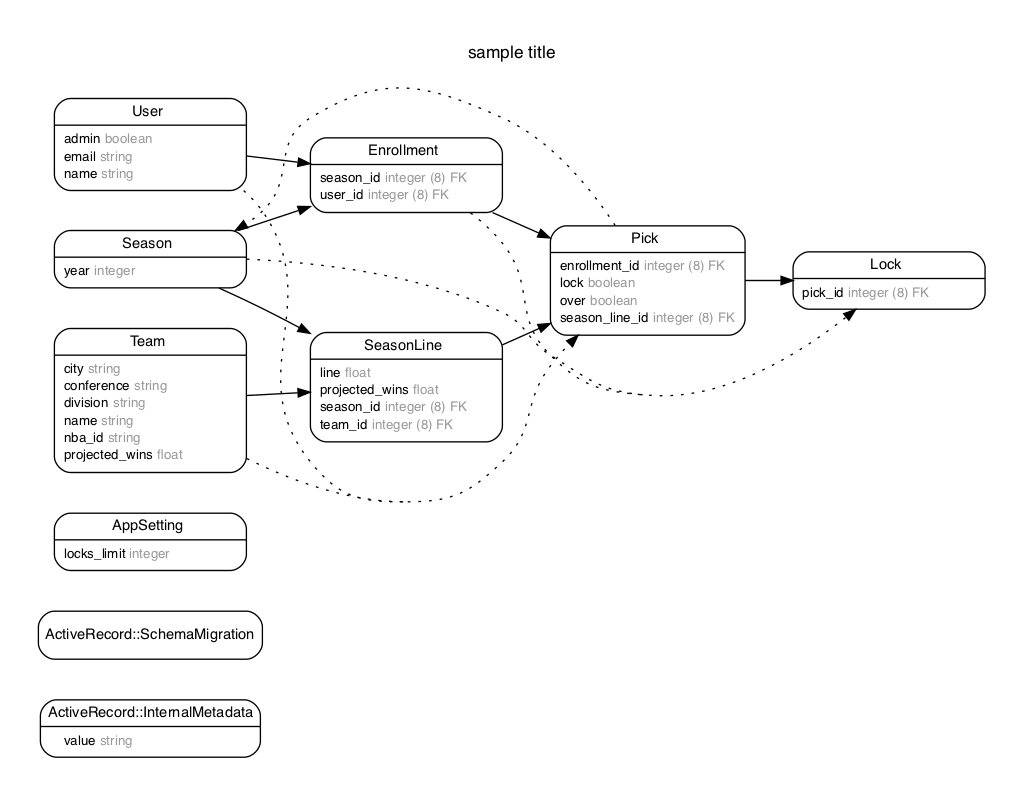 sample title
User
admin boolean
email string
name string
Enrollment
season_id integer (8) FK
user_id integer (8) FK
Season
year integer
Pick
enrollment_id integer (8) FK
lock boolean
over boolean
season_line_id integer (8) FK
Lock
pick_id integer (8) FK
Team
city string
conference string
division string
name string
nba_id string
projected_wins float
SeasonLine
line float
projected_wins float
season_id integer (8) FK
team_id integer (8) FK
AppSetting
locks_limit integer
ActiveRecord::SchemaMigration
ActiveRecord::InternalMetadata
value string